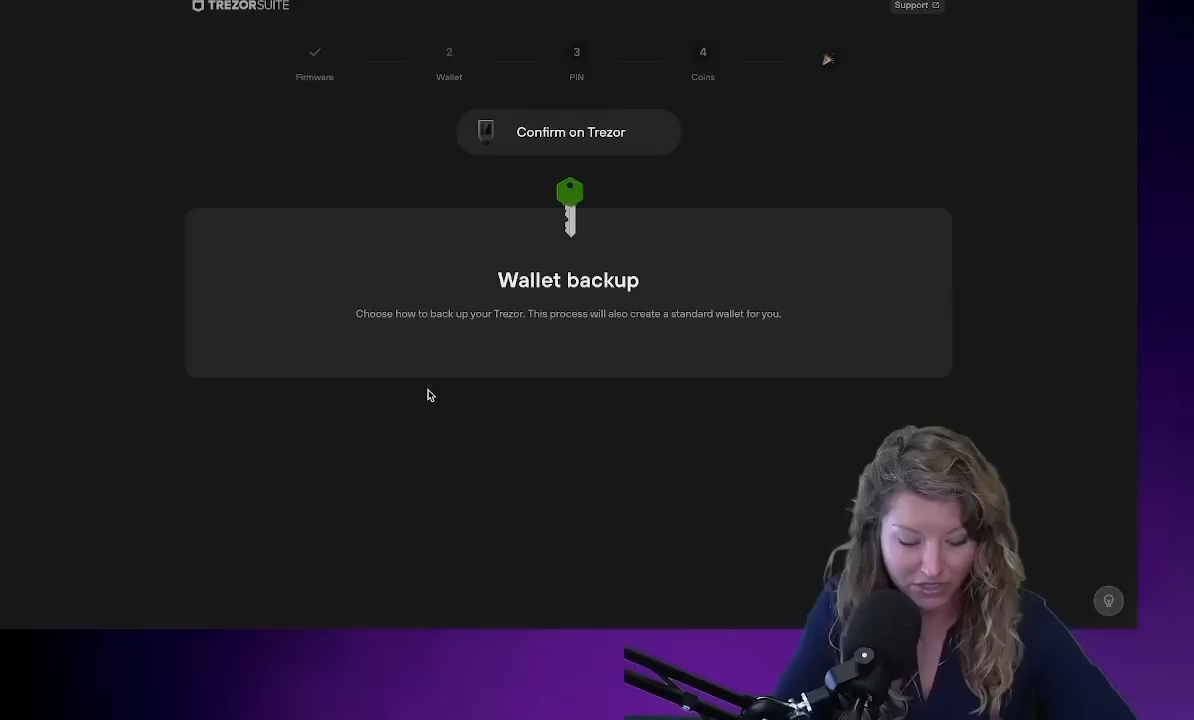 TREZOR SUITE
Support
2
3
4
Firmware
Wallet
PIN
Coins
Confirm on Trezor
Wallet backup
Choose how to back up your Trezor. This process will also create a standard wallet for you.